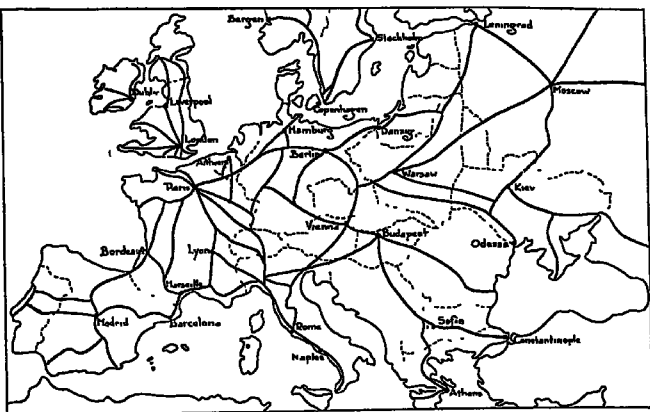 Bergen
Leningrad
Stockholm
Moscow
Dublin
Liverpool
Copenhagen
Hamburg
Danzig
London
Antwerp
Berlin
Warsaw
Paris
Kiev
Vienna
Budapest
Odessa
Bordeaux
Lyon
Marseille
Madrid
Barcelona
Rome
Sofia
Constantinople
Naples
Athens